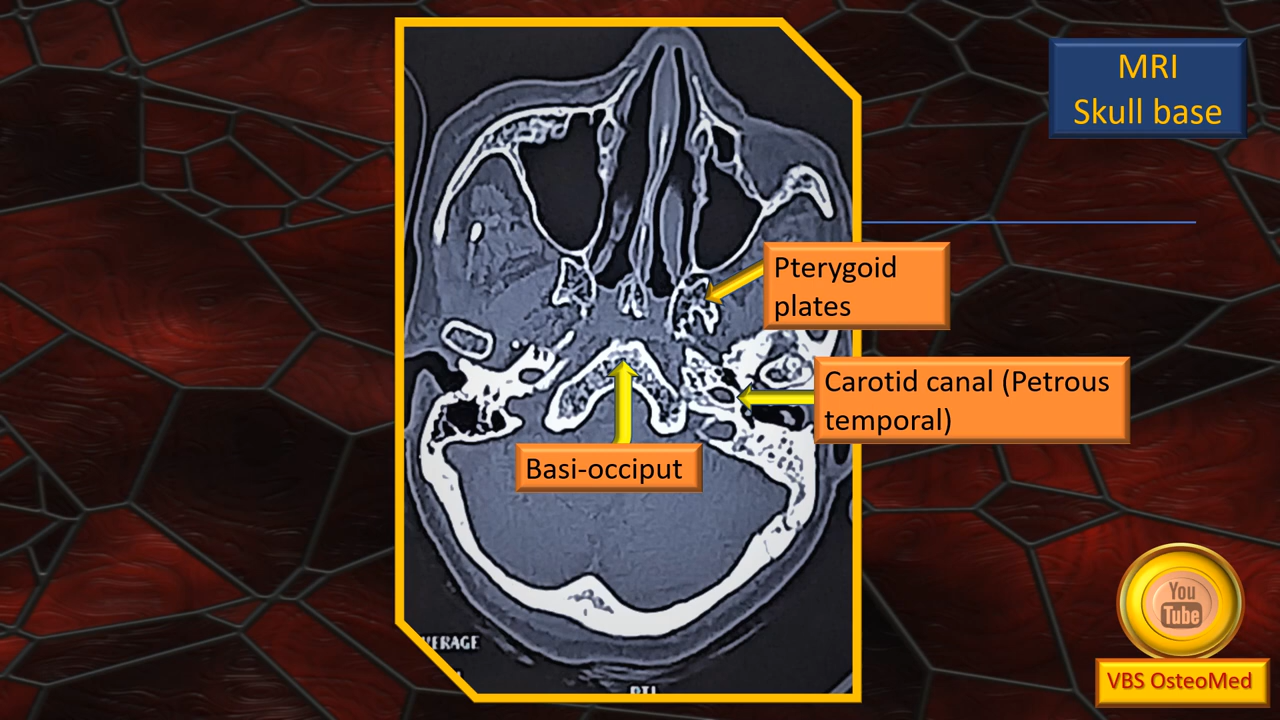 MRI
Skull base
Pterygoid
plates
Carotid canal (Petrous
temporal)
Basi-occiput
You
Tube
VBS OsteoMed